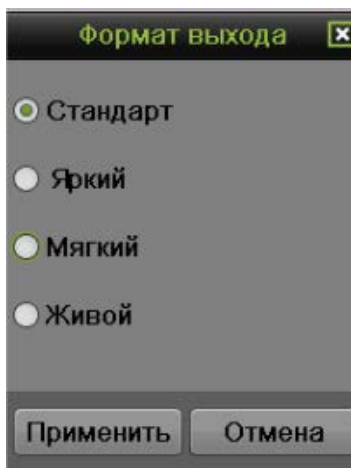 Формат выхода
Стандарт
Яркий
Мягкий
Живой
Применить Отмена